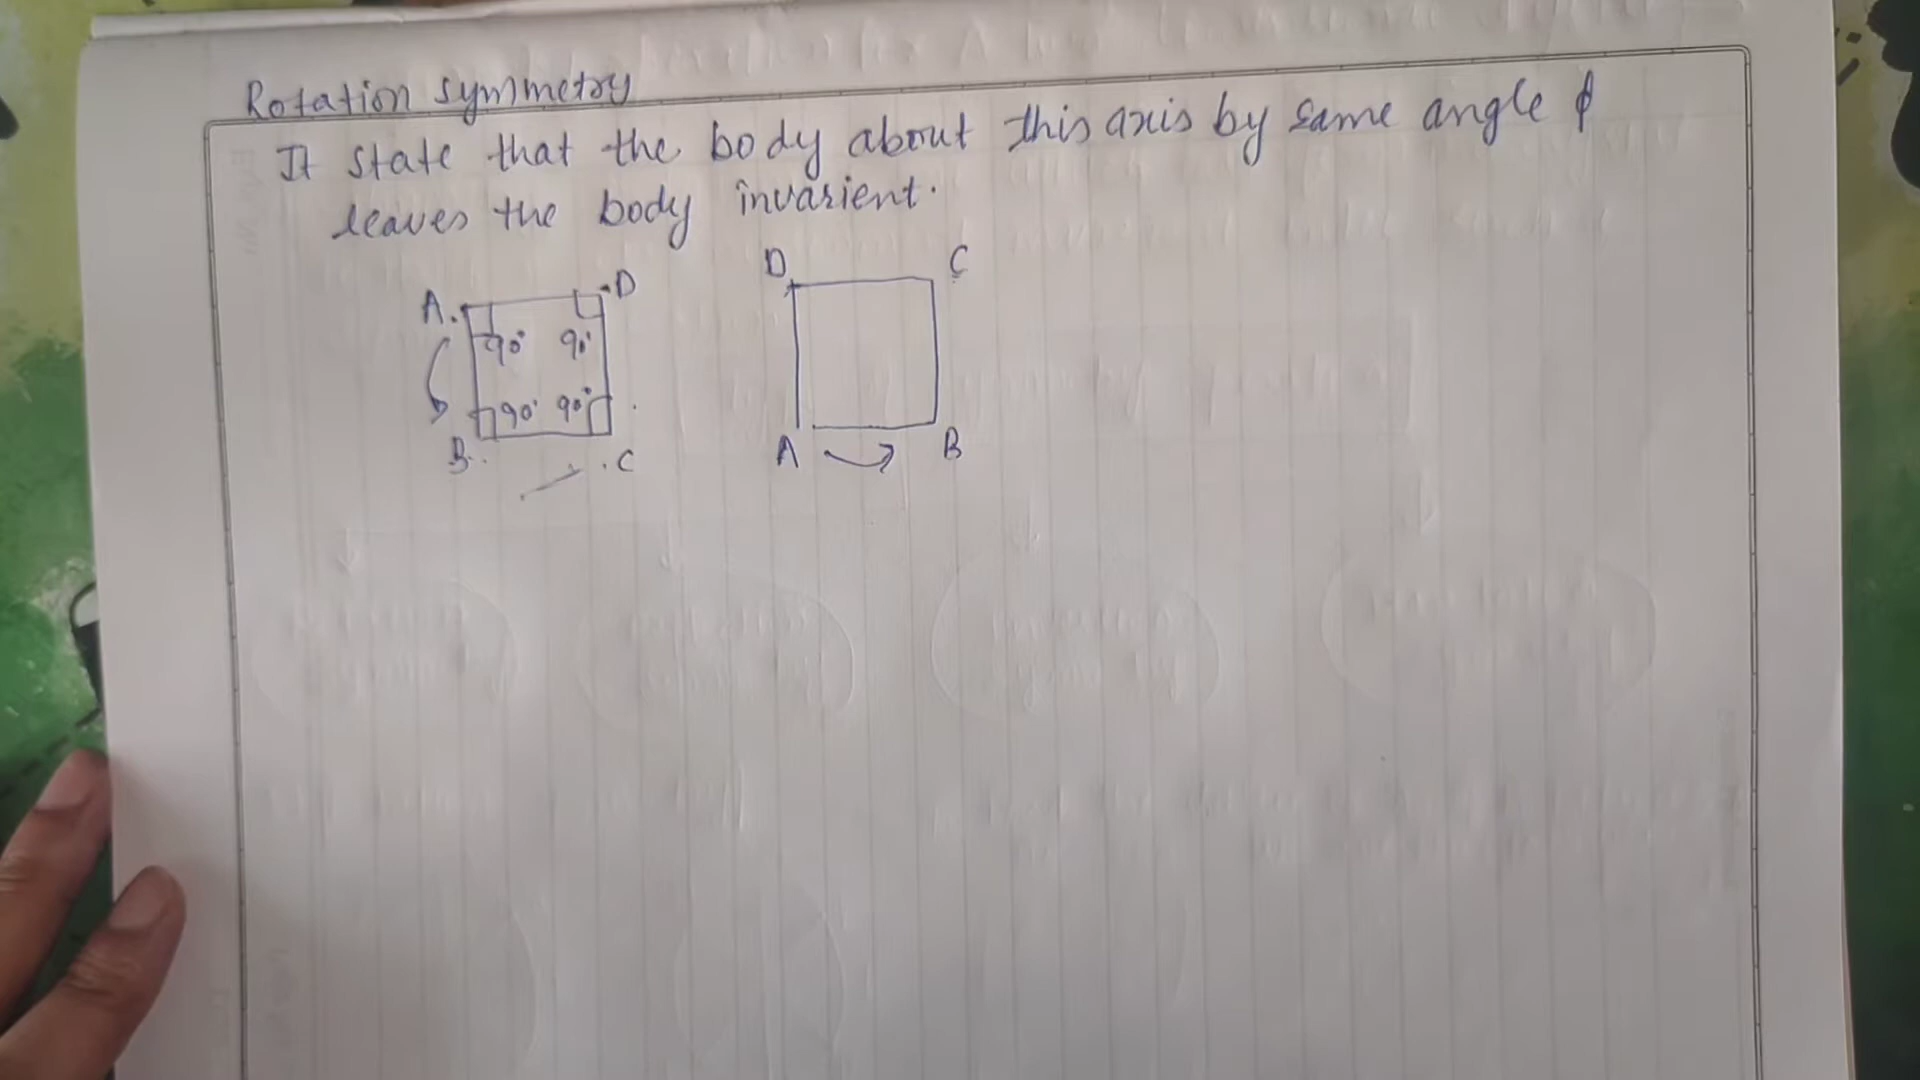 Rotation symmetry
It state that the body about this axis by same angle ϕ
leaves the body invarient.
A. D
90° 90°
90° 90°
B. C
D C
A B